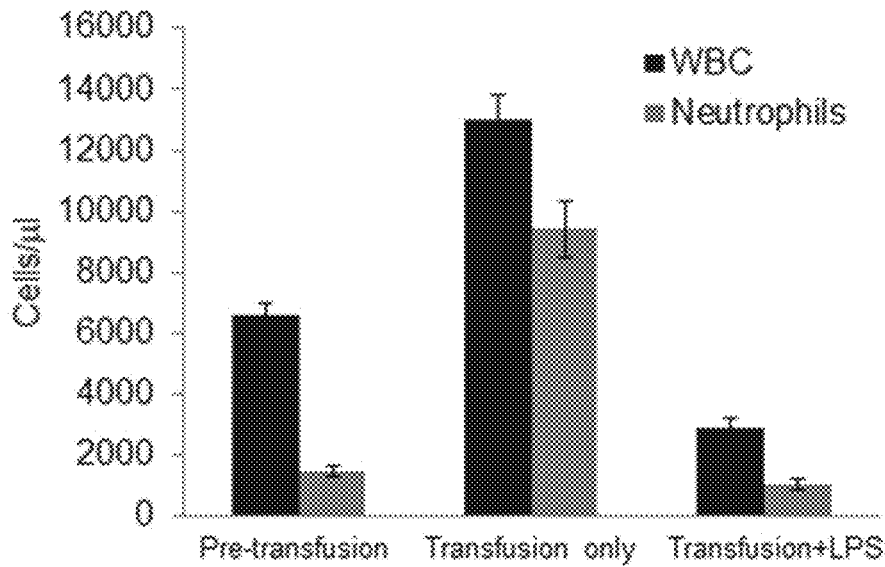 16000
14000
12000
10000
8000
6000
4000
2000
0
Cells/µl
WBC
Neutrophils
Pre-transfusion Transfusion only Transfusion+LPS